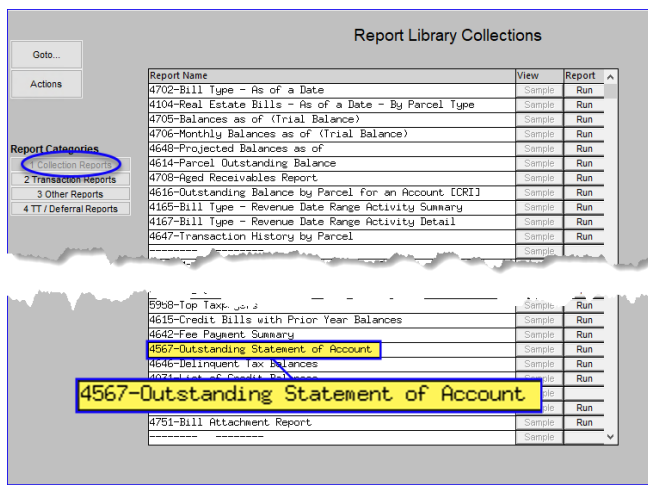 Report Library Collections
Goto...
Actions
Report Categories
1 Collection Reports
2 Transaction Reports
3 Other Reports
4 TT / Deferral Reports
Report Name View Report
4702-Bill Type - As of a Date Sample Run
4104-Real Estate Bills - As of a Date - By Parcel Type Sample Run
4705-Balances as of (Trial Balance) Sample Run
4706-Monthly Balances as of (Trial Balance) Sample Run
4648-Projected Balances as of Sample Run
4614-Parcel Outstanding Balance Sample Run
4708-Aged Receivables Report Sample Run
4616-Outstanding Balance by Parcel for an Account [CRI] Sample Run
4165-Bill Type - Revenue Date Range Activity Summary Sample Run
4167-Bill Type - Revenue Date Range Activity Detail Sample Run
4647-Transaction History by Parcel Sample Run
-------- -------- Sample
5968-Top Sample Run
4615-Credit Bills with Prior Year Balances Sample Run
4642-Fee Payment Summary Sample Run
4567-Outstanding Statement of Account Sample Run
4646-Delinquent Tax Balances Sample Run
4071-List of Credit Balances Sample Run
4567-Outstanding Statement of Account
Sample Run
4751-Bill Attachment Report Sample Run
-------- -------- Sample